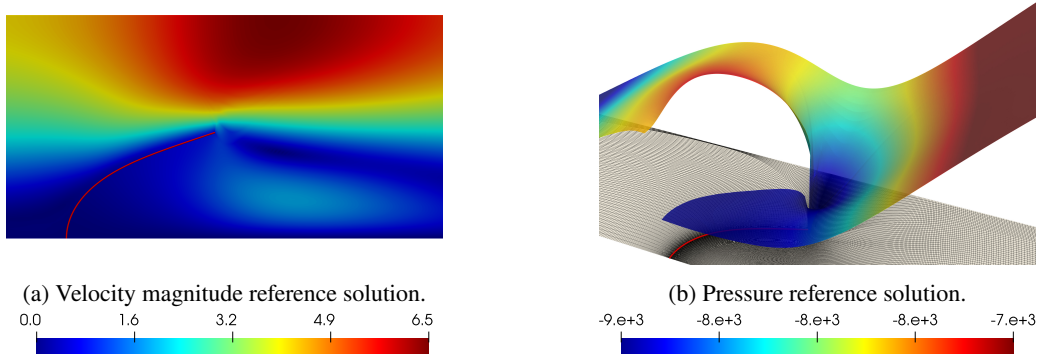 (a) Velocity magnitude reference solution.
0.0 1.6 3.2 4.9 6.5
(b) Pressure reference solution.
-9.e+3 -8.e+3 -8.e+3 -8.e+3 -7.e+3